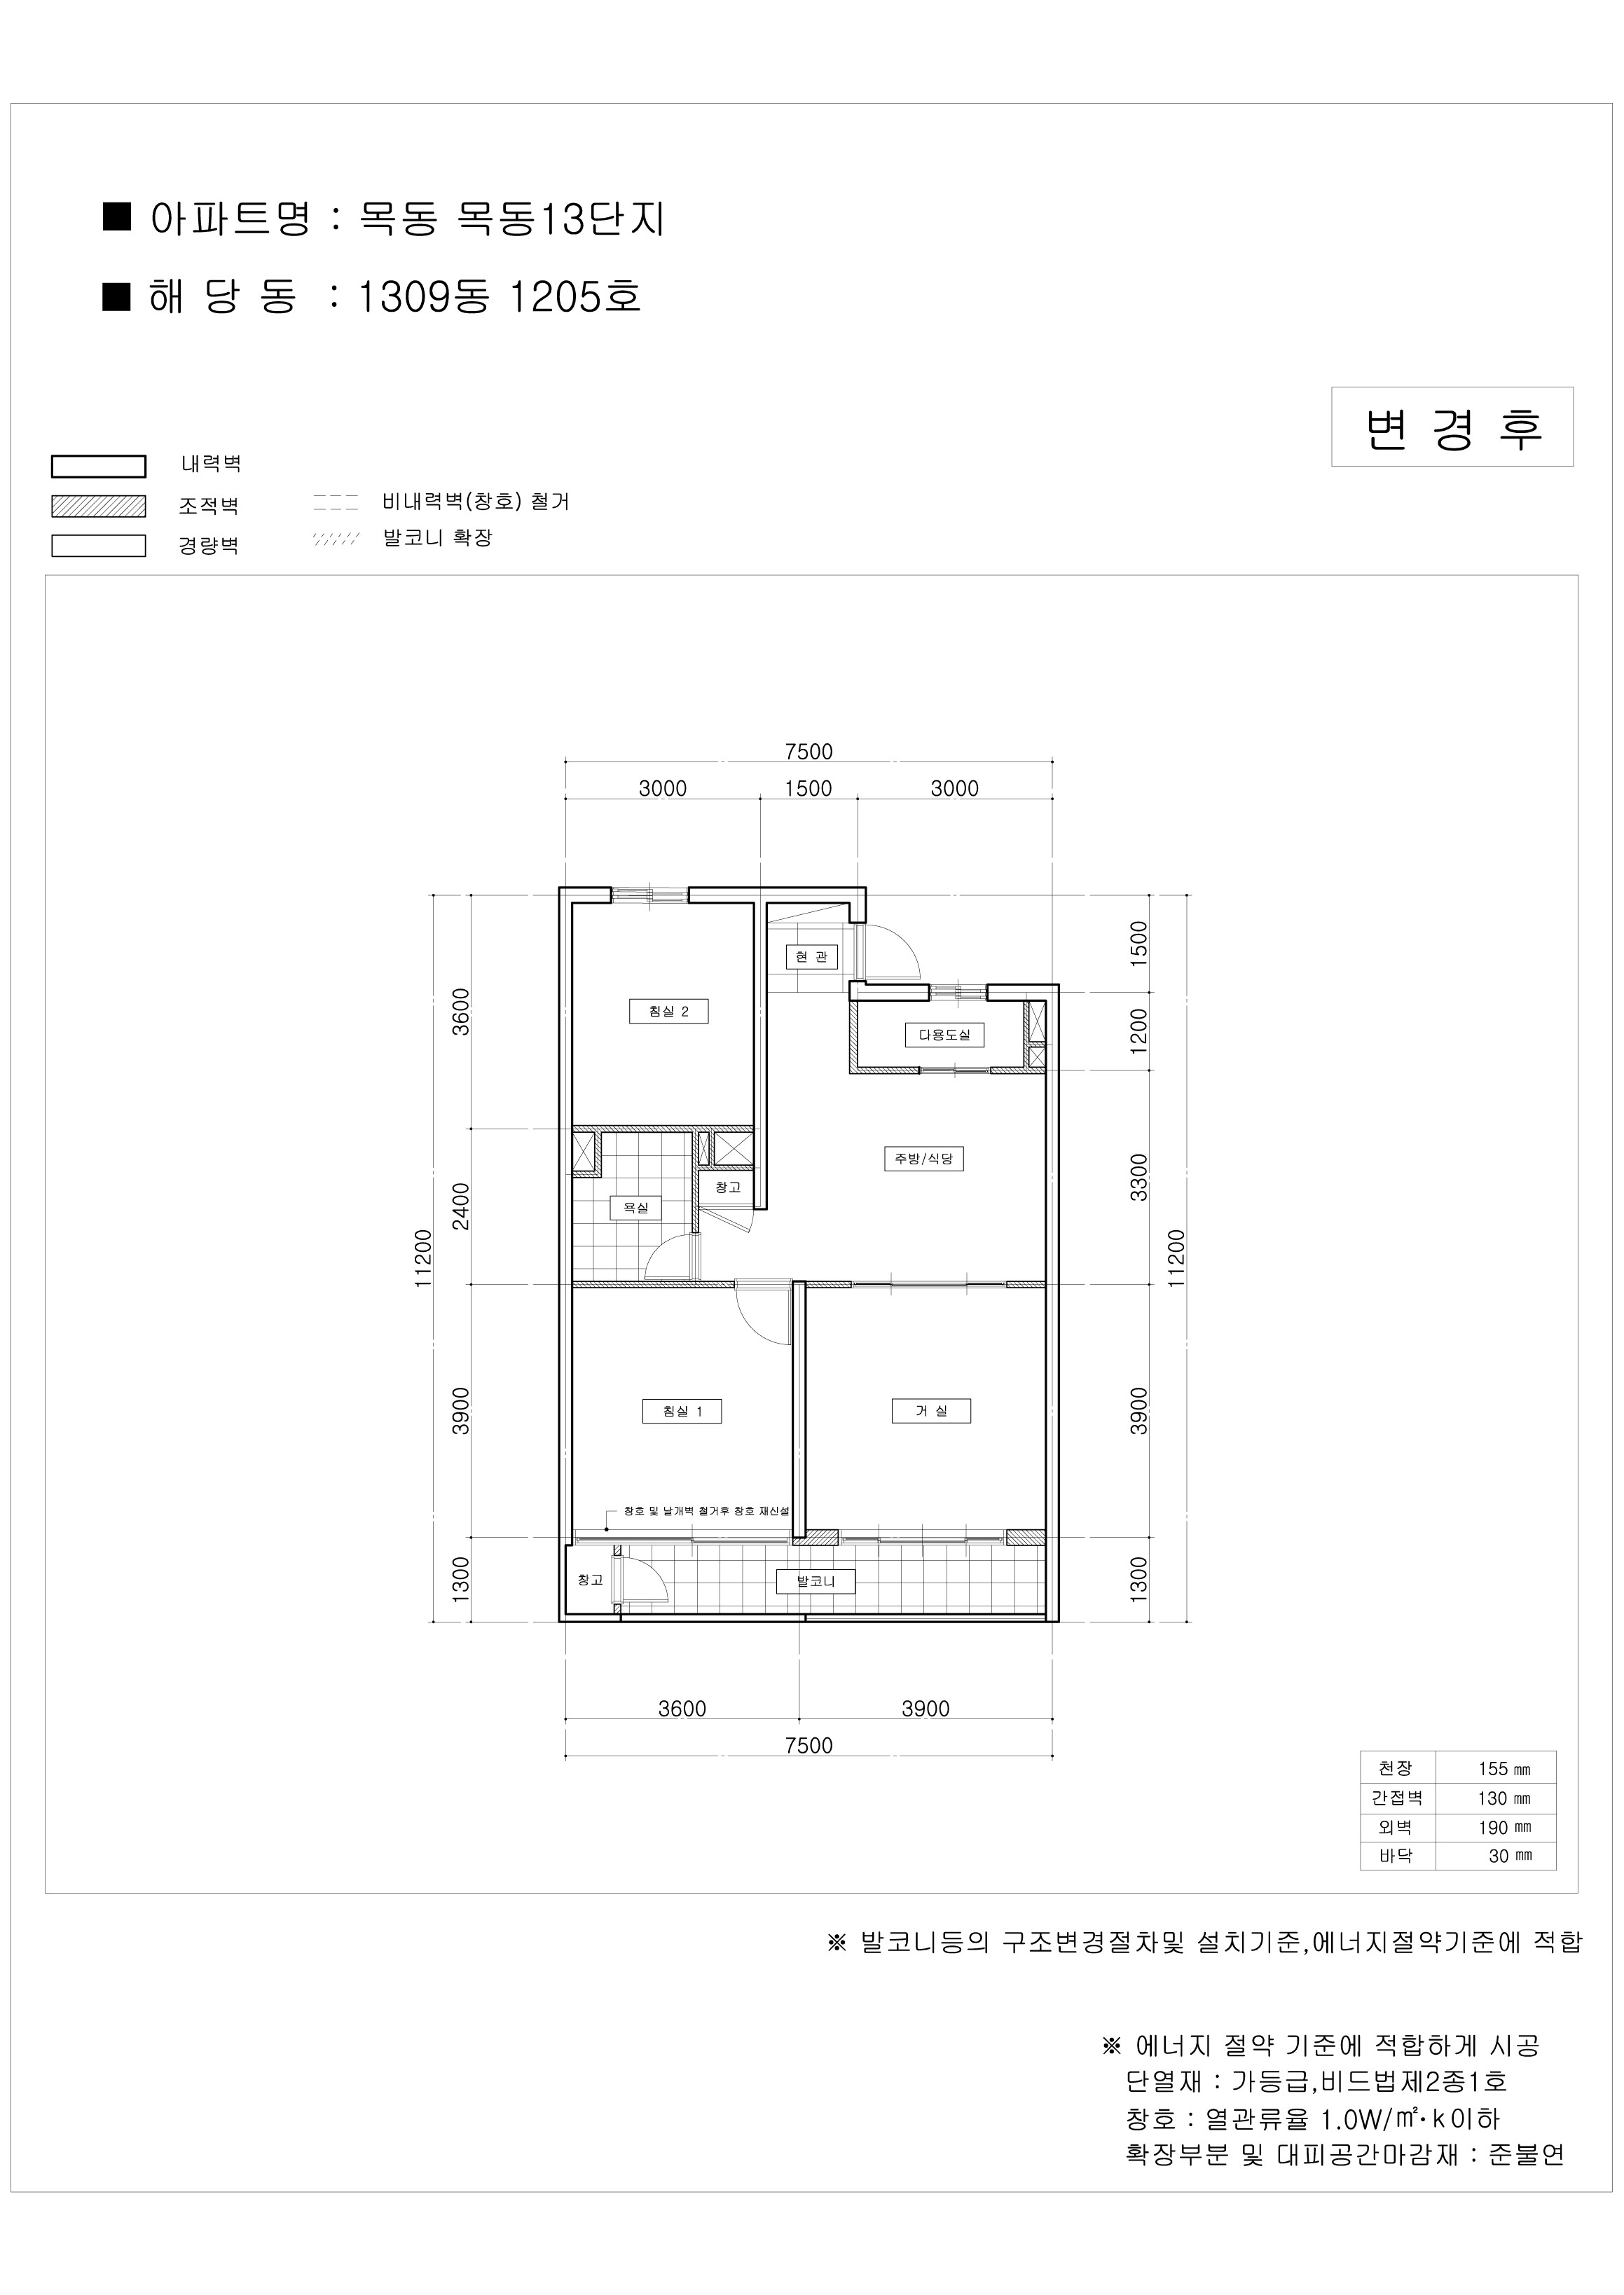 ■ 아파트명 : 목동 목동13단지
■ 해 당 동 : 1309동 1205호
변 경 후
내력벽
조적벽
경량벽
비내력벽(창호) 철거
발코니 확장
7500
3000 1500 3000
3600
2400
11200
3900
1300
1500
1200
3300
11200
3900
1300
현 관
침실 2
다용도실
주방/식당
창고
욕실
침실 1
거 실
창호 및 날개벽 철거후 창호 재신설
창고
발코니
3600 3900
7500
천장 155 ㎜
간접벽 130 ㎜
외벽 190 ㎜
바닥 30 ㎜
※ 발코니등의 구조변경절차및 설치기준,에너지절약기준에 적합
※ 에너지 절약 기준에 적합하게 시공
단열재 : 가등급,비드법제2종1호
창호 : 열관류율 1.0W/㎡·k이하
확장부분 및 대피공간마감재 : 준불연